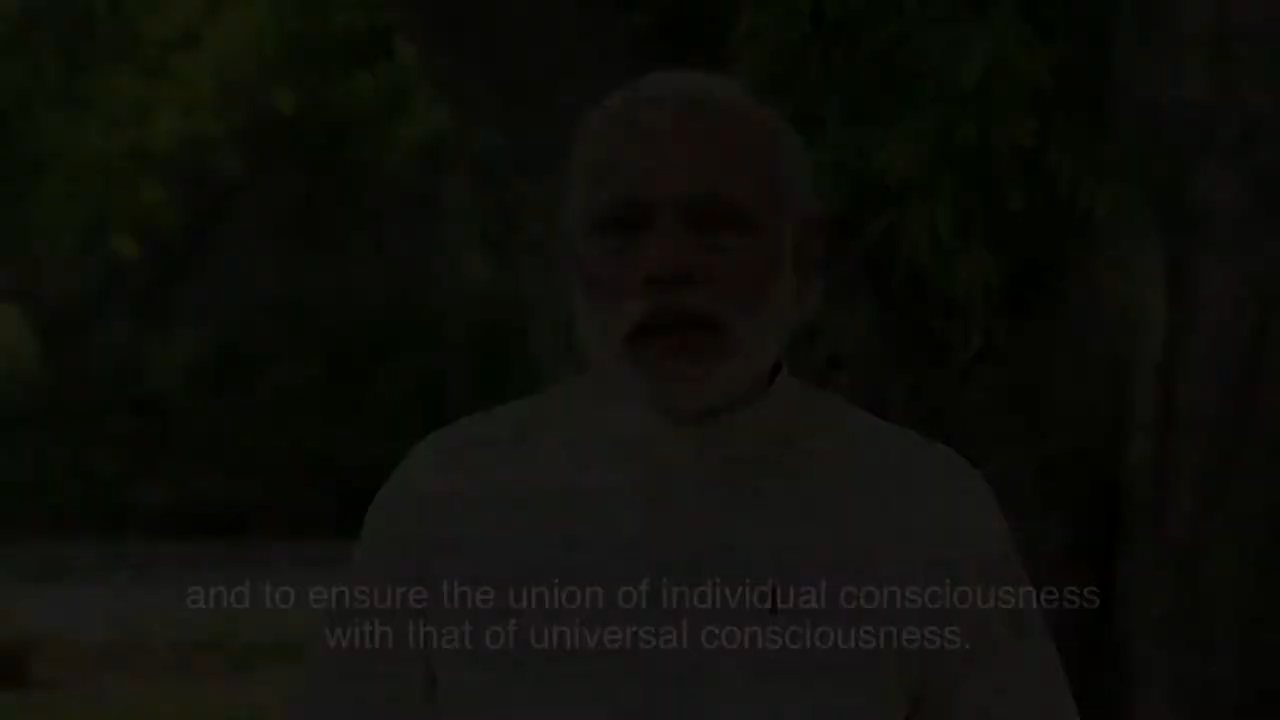 and to ensure the union of individual consciousness
with that of universal consciousness.